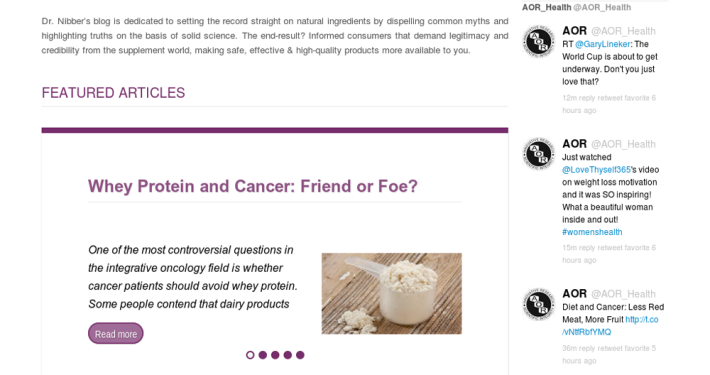 Dr. Nibber's blog is dedicated to setting the record straight on natural ingredients by dispelling common myths and
highlighting truths on the basis of solid science. The end-result? Informed consumers that demand legitimacy and
credibility from the supplement world, making safe, effective & high-quality products more available to you.
FEATURED ARTICLES
Whey Protein and Cancer: Friend or Foe?
One of the most controversial questions in
the integrative oncology field is whether
cancer patients should avoid whey protein.
Some people contend that dairy products
Read more
AOR_Health @AOR_Health
AOR @AOR_Health
RT @GaryLineker: The
World Cup is about to get
underway. Don't you just
love that?
12m reply retweet favorite 6
hours ago
AOR @AOR_Health
Just watched
@LoveThyself365's video
on weight loss motivation
and it was SO inspiring!
What a beautiful woman
inside and out!
#womenshealth
15m reply retweet favorite 6
hours ago
AOR @AOR_Health
Diet and Cancer: Less Red
Meat, More Fruit http://t.co
/vNtfRbfYMQ
36m reply retweet favorite 5
hours ago